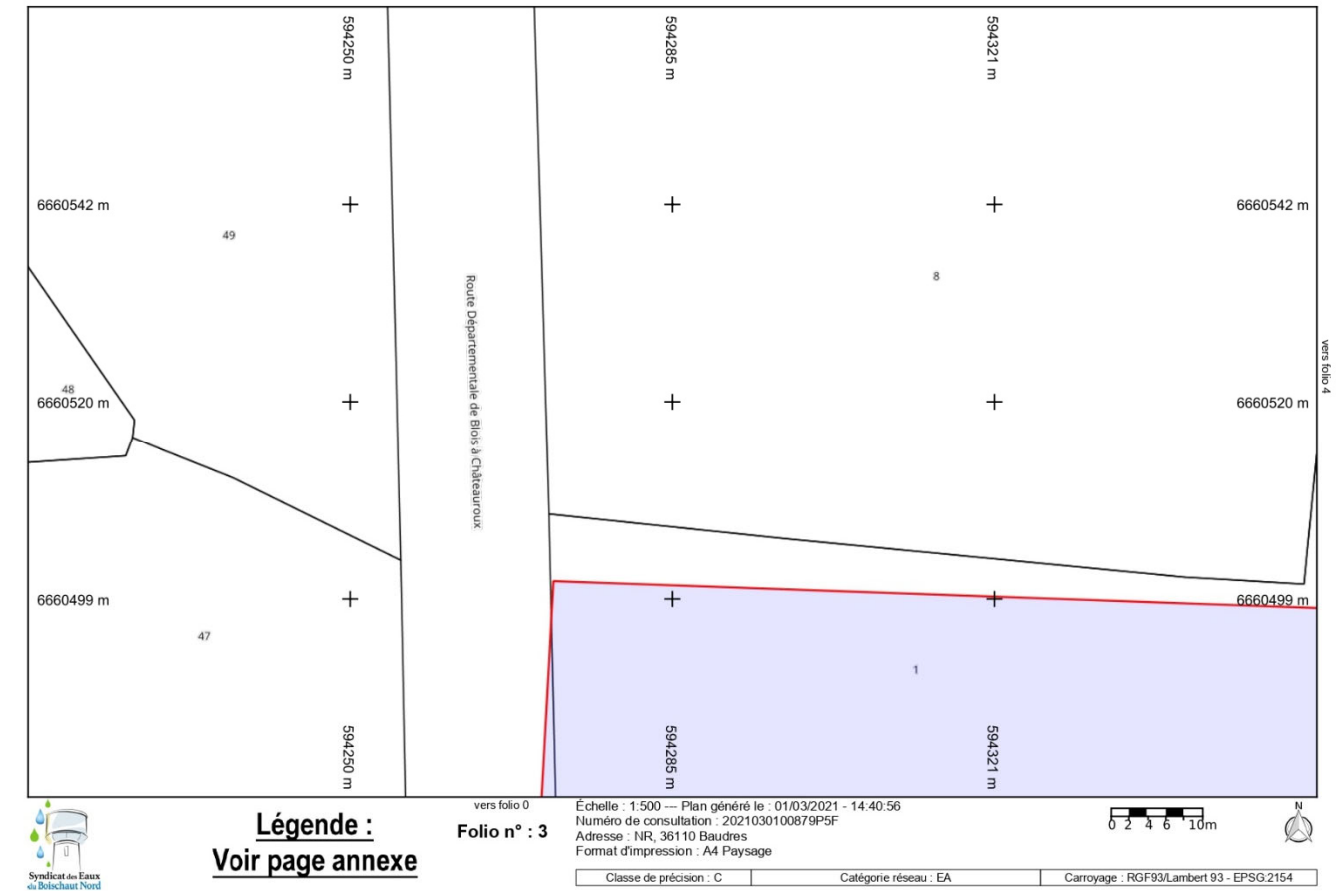 594250 m
594285 m
594321 m
6660542 m
6660542 m
49
8
Route Départementale de Blois à Châteauroux
vers folio 4
48
6660520 m
6660520 m
6660499 m
6660499 m
47
1
594250 m
594285 m
594321 m
Syndicat des Eaux
du Boischaut Nord
Légende :
Voir page annexe
vers folio 0
Folio n° : 3
Échelle : 1:500 --- Plan généré le : 01/03/2021 - 14:40:56
Numéro de consultation : 2021030100879P5F
Adresse : NR, 36110 Baudres
Format d'impression : A4 Paysage
Classe de précision : C
Catégorie réseau : EA
Carroyage : RGF93/Lambert 93 - EPSG:2154
0 2 4 6 10m
N